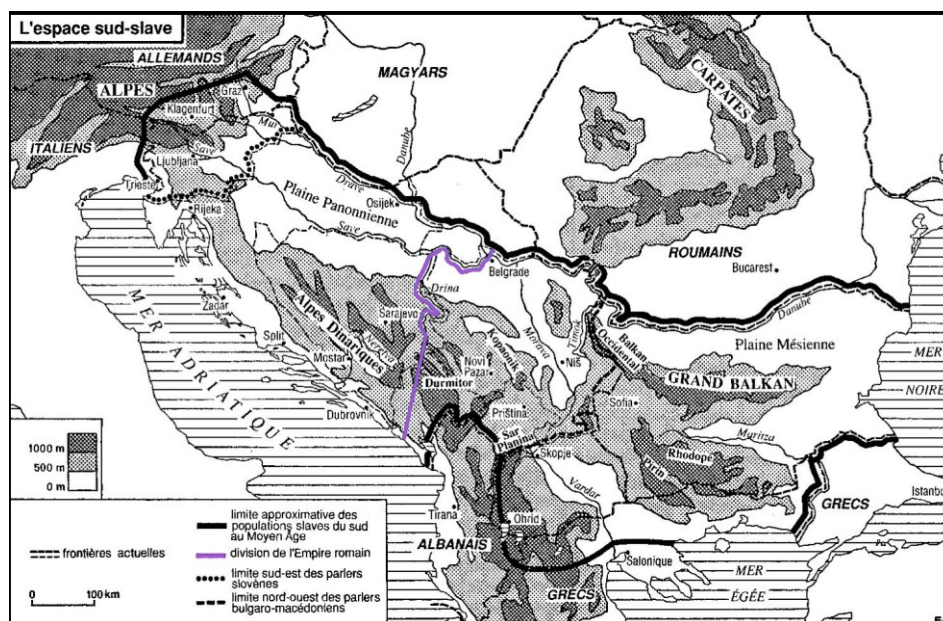 L'espace sud-slave
ALLEMANDS
MAGYARS
CARPATES
ALPES
Graz
Klagenfurt
Mur
ITALIENS
Save
Ljubljana
Danube
Trieste
Drave
Rijeka
Plaine Panonnienne
Osijek
Save
ROUMAINS
Belgrade
Bucarest
Drina
Danube
Zadar
Sarajevo
Alpes Dinariques
Neretva
Kopaonik
Morava
Timok
Balkan
Occidental
Plaine Mésienne
MER
NOIRE
Split
Mostar
Novi
Pazar
Niš
Durmitor
GRAND BALKAN
MER ADRIATIQUE
Dubrovnik
Priština
Sofia
Maritza
Sar
Planina
Skopje
Rhodope
Pirin
1000 m
500 m
0 m
Vardar
GRECS
Istanbu
Tirana
Ohrid
ALBANAIS
Salonique
MER
ÉGÉE
GRECS
limite approximative des
populations slaves du sud
au Moyen Âge
frontières actuelles
division de l'Empire romain
limite sud-est des parlers
slovènes
limite nord-ouest des parlers
bulgaro-macédoniens
0 100 km